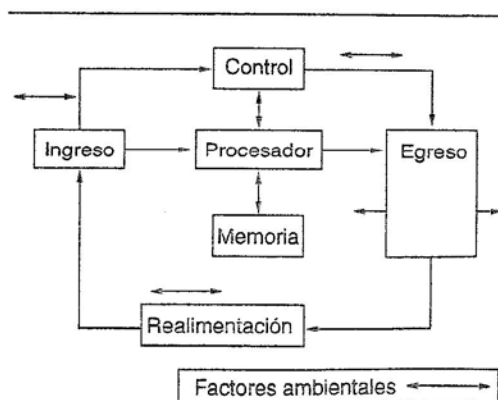 Control
Ingreso
Procesador
Egreso
Memoria
Realimentación
Factores ambientales